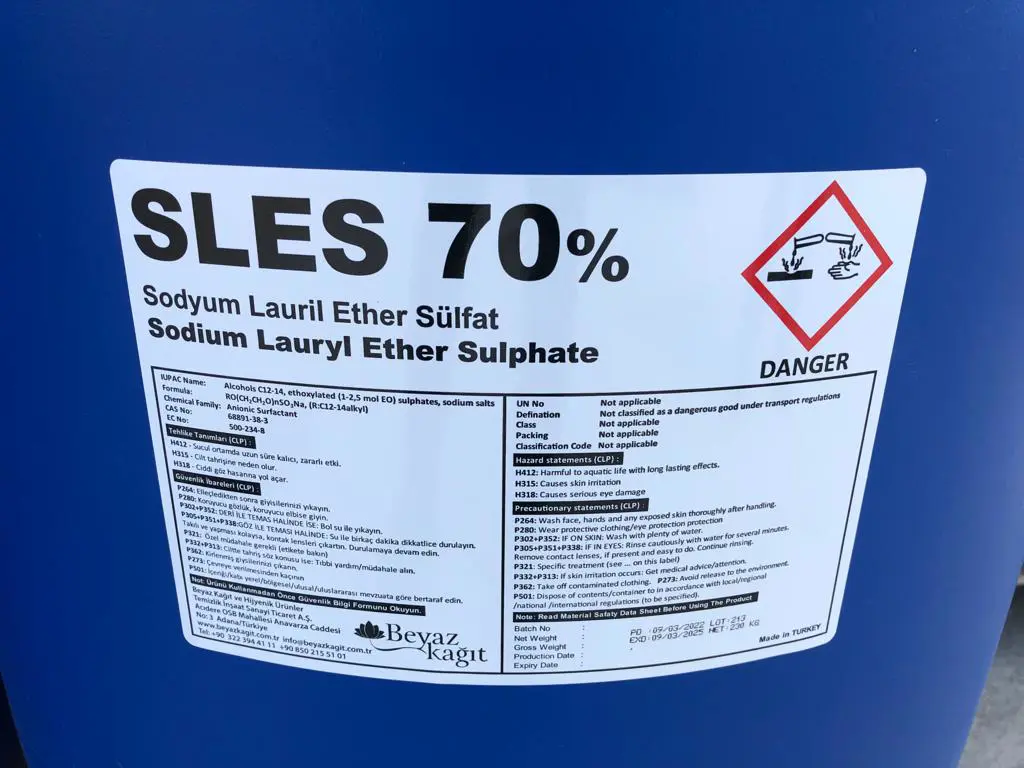 SLES 70%
Sodyum Lauril Ether Sülfat
Sodium Lauryl Ether Sulphate
DANGER
IUPAC Name: Alcohols C12-14, ethoxylated (1-2,5 mol EO) sulphates, sodium salts
Formula: RO(CH₂CH₂O)nSO₃Na, (R:C12-14alkyl)
Chemical Family: Anionic Surfactant
CAS No: 68891-38-3
EC No: 500-234-8
Tehlike Tanımları (CLP) :
H412 - Sucul ortamda uzun süre kalıcı, zararlı etki.
H315 - Cilt tahrişine neden olur.
H318 - Ciddi göz hasarına yol açar.
Güvenlik İbareleri (CLP) :
P264: Elleçledikten sonra giysilerinizi yıkayın.
P280: Koruyucu gözlük, koruyucu elbise giyin.
P302+P352: DERİ İLE TEMAS HALİNDE İSE: Bol su ile yıkayın.
P305+P351+P338:GÖZ İLE TEMASI HALİNDE: Su ile birkaç dakika dikkatlice durulayın.
Takılı ve yapması kolaysa, kontak lensleri çıkartın. Durulamaya devam edin.
P321: Özel müdahale gerekli (etikete bakın)
P332+P313: Ciltte tahriş söz konusu ise: Tıbbi yardım/müdahale alın.
P362: Kirlenmiş giysilerinizi çıkarın.
P273: Çevreye verilmesinden kaçının
P501: İçeriği/kabı yerel/bölgesel/ulusal/uluslararası mevzuata göre bertaraf edin.
Not: Ürünü Kullanmadan Önce Güvenlik Bilgi Formunu Okuyun.
Beyaz Kağıt ve Hijyenik Ürünler
Temizlik İnşaat Sanayi Ticaret A.Ş.
Acıdere OSB Mahallesi Anavarza Caddesi
No: 3 Adana/Türkiye
www.beyazkagit.com.tr info@beyazkagit.com.tr
Tel: +90 322 394 41 11 +90 850 215 51 01
Beyaz
kağıt
UN No Not applicable
Defination Not classified as a dangerous good under transport regulations
Class Not applicable
Packing Not applicable
Classification Code Not applicable
Hazard statements (CLP) :
H412: Harmful to aquatic life with long lasting effects.
H315: Causes skin irritation
H318: Causes serious eye damage
Precautionary statements (CLP) :
P264: Wash face, hands and any exposed skin thoroughly after handling.
P280: Wear protective clothing/eye protection protection
P302+P352: IF ON SKIN: Wash with plenty of water.
P305+P351+P338: IF IN EYES: Rinse cautiously with water for several minutes.
Remove contact lenses, if present and easy to do. Continue rinsing.
P321: Specific treatment (see ... on this label)
P332+P313: If skin irritation occurs: Get medical advice/attention.
P362: Take off contaminated clothing. P273: Avoid release to the environment.
P501: Dispose of contents/container to in accordance with local/regional
/national /international regulations (to be specified).
Note: Read Material Safaty Data Sheet Before Using The Product
Batch No :
Net Weight :
Gross Weight :
Production Date :
Expiry Date :
PD :09/03/2022 LOT:213
EXD:09/03/2025 NET:230 KG
Made in TURKEY